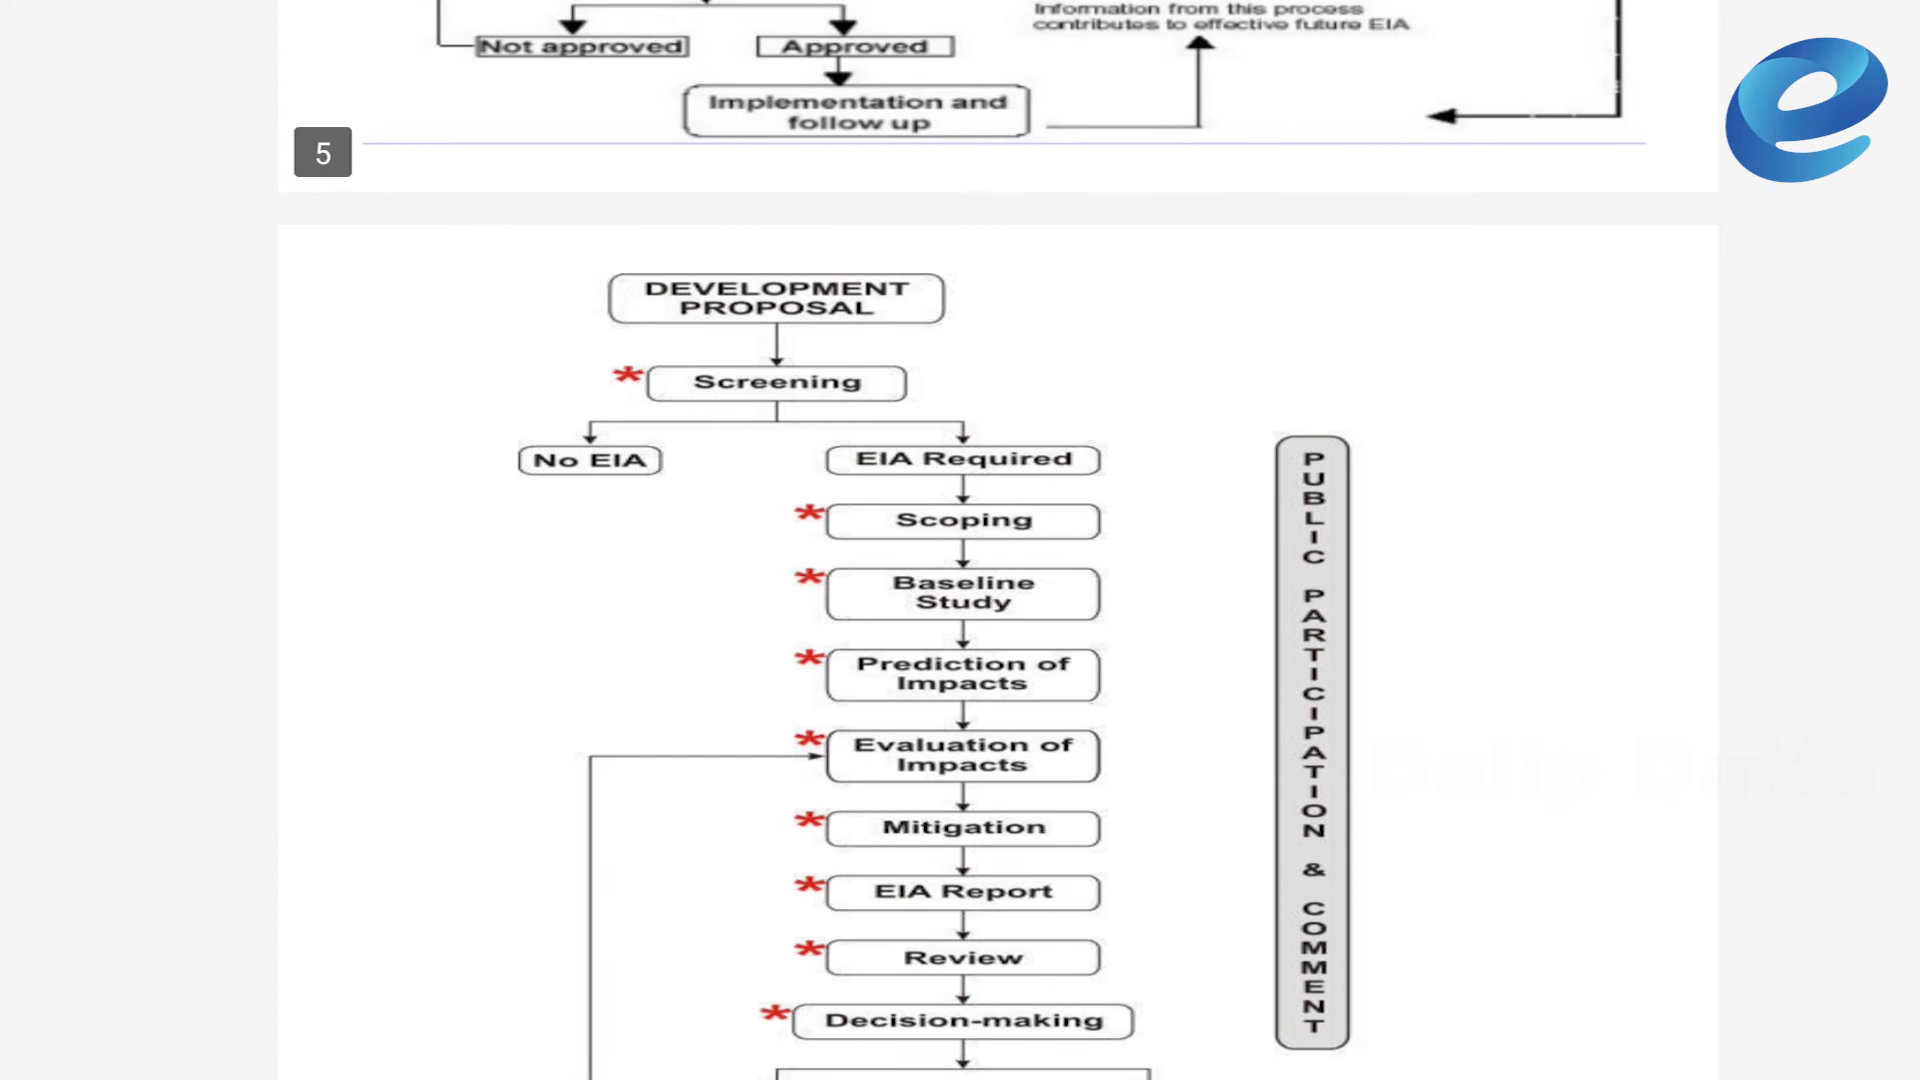 Information from this process
contributes to effective future EIA
Not approved
Approved
Implementation and
follow up
5
DEVELOPMENT
PROPOSAL
* Screening
No EIA
EIA Required
* Scoping
* Baseline
Study
* Prediction of
Impacts
* Evaluation of
Impacts
* Mitigation
* EIA Report
* Review
* Decision-making
PUBLIC PARTICIPATION & COMMENT